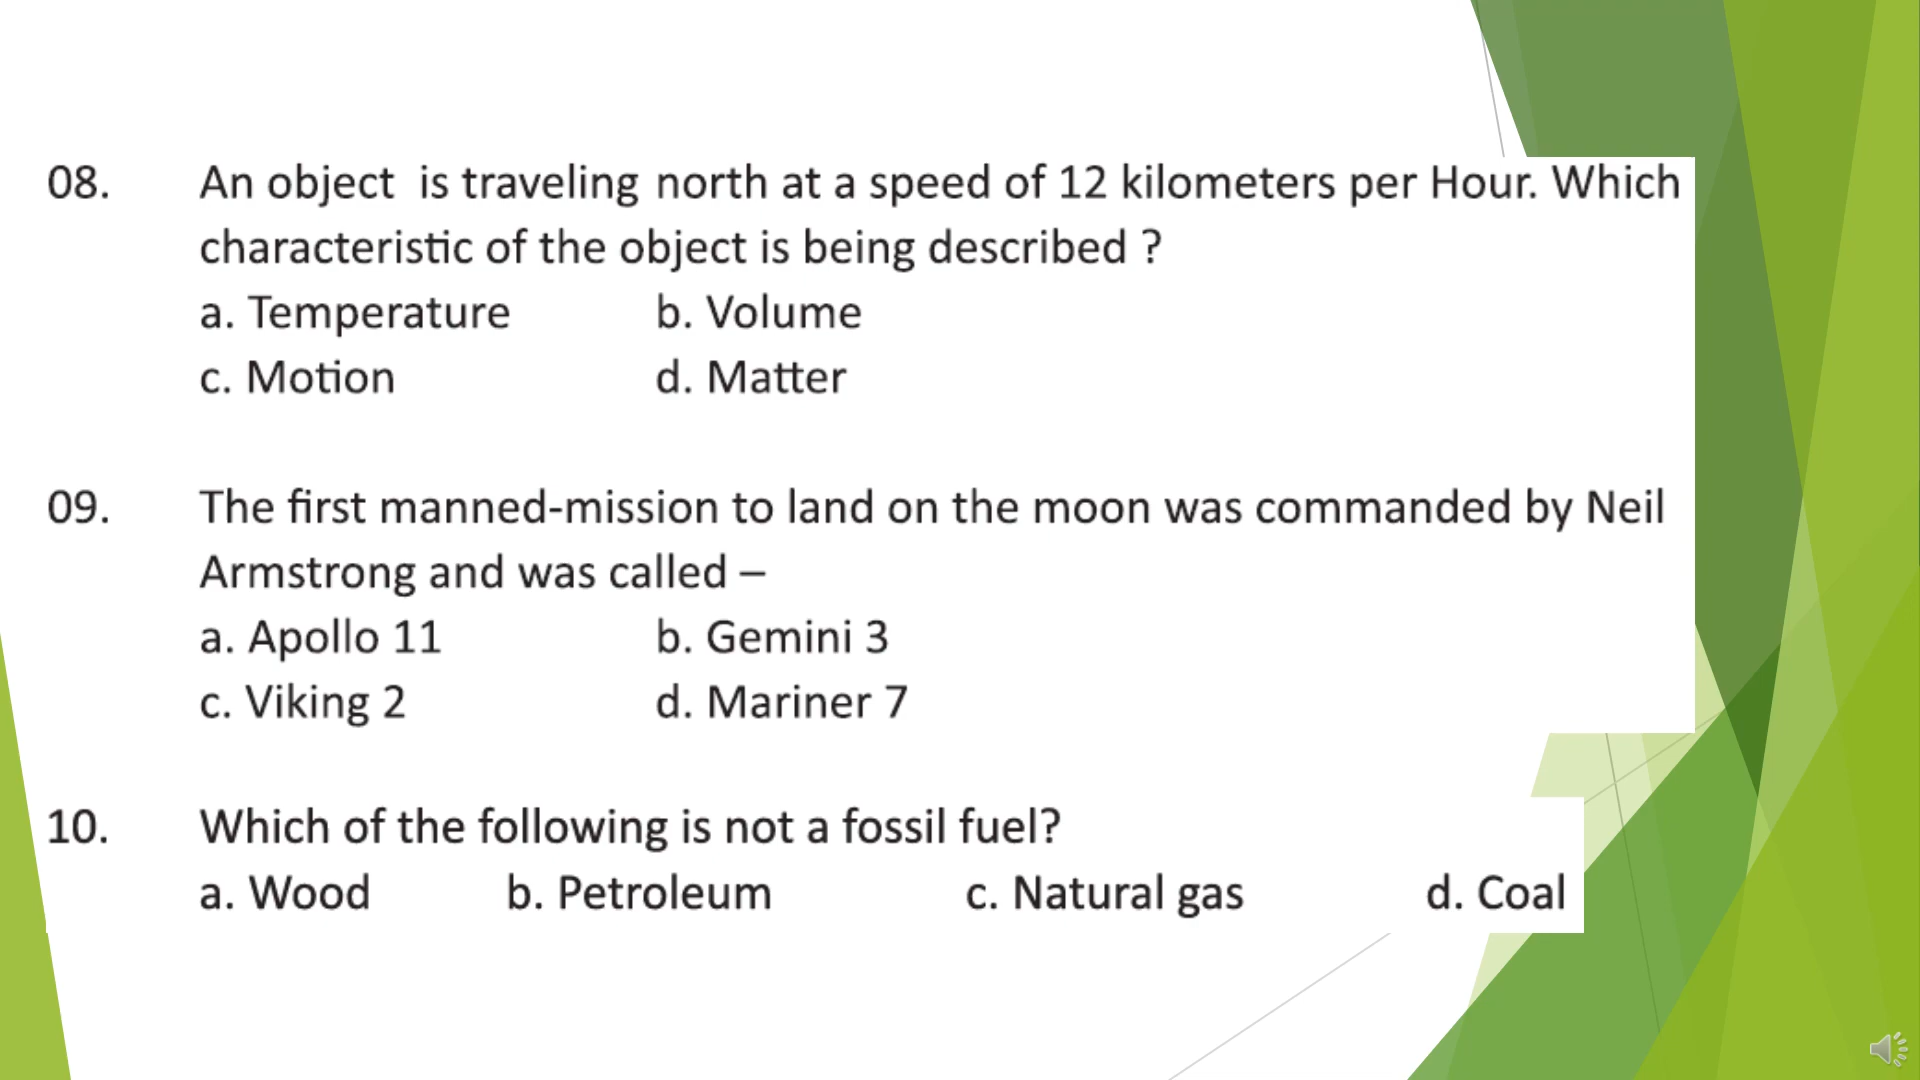 08. An object is traveling north at a speed of 12 kilometers per Hour. Which
characteristic of the object is being described ?
a. Temperature b. Volume
c. Motion d. Matter
09. The first manned-mission to land on the moon was commanded by Neil
Armstrong and was called –
a. Apollo 11 b. Gemini 3
c. Viking 2 d. Mariner 7
10. Which of the following is not a fossil fuel?
a. Wood b. Petroleum c. Natural gas d. Coal